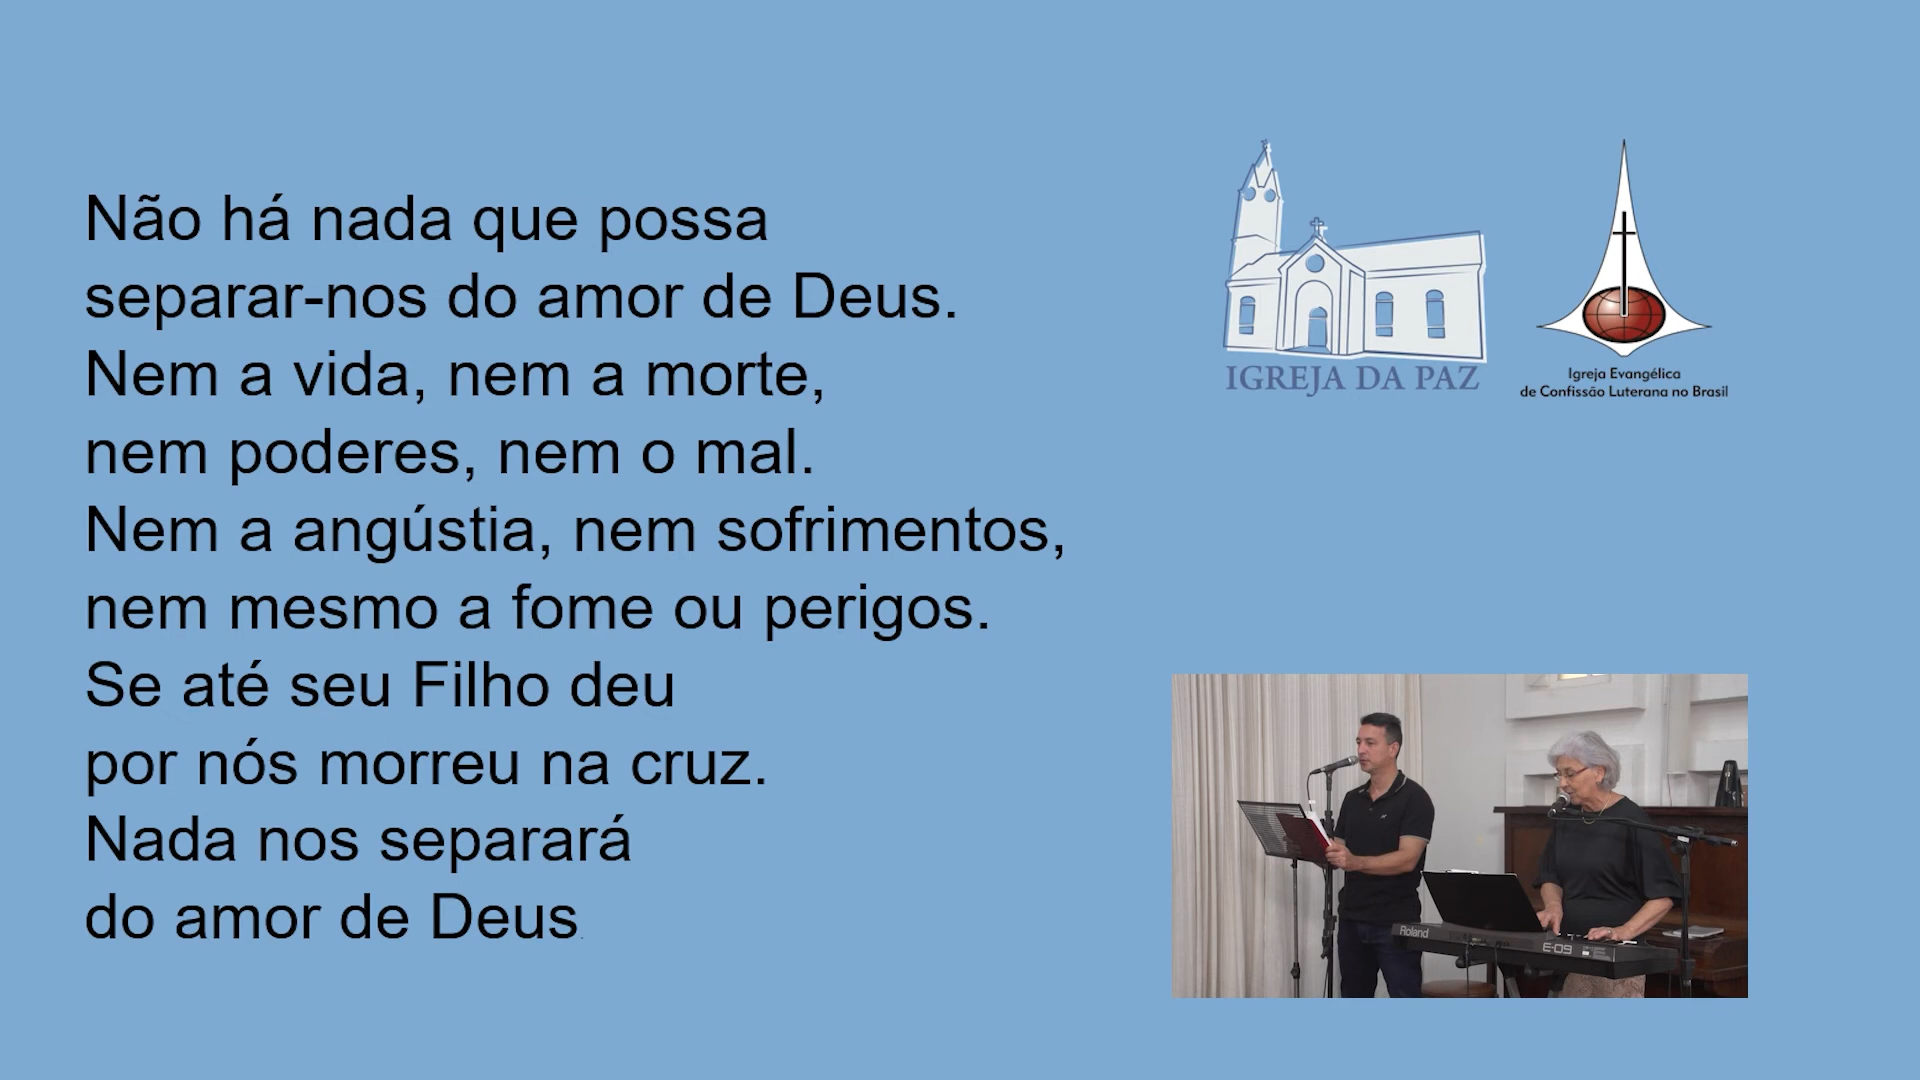 Não há nada que possa
separar-nos do amor de Deus.
Nem a vida, nem a morte,
nem poderes, nem o mal.
Nem a angústia, nem sofrimentos,
nem mesmo a fome ou perigos.
Se até seu Filho deu
por nós morreu na cruz.
Nada nos separará
do amor de Deus.
IGREJA DA PAZ
Igreja Evangélica
de Confissão Luterana no Brasil
Roland
E-09